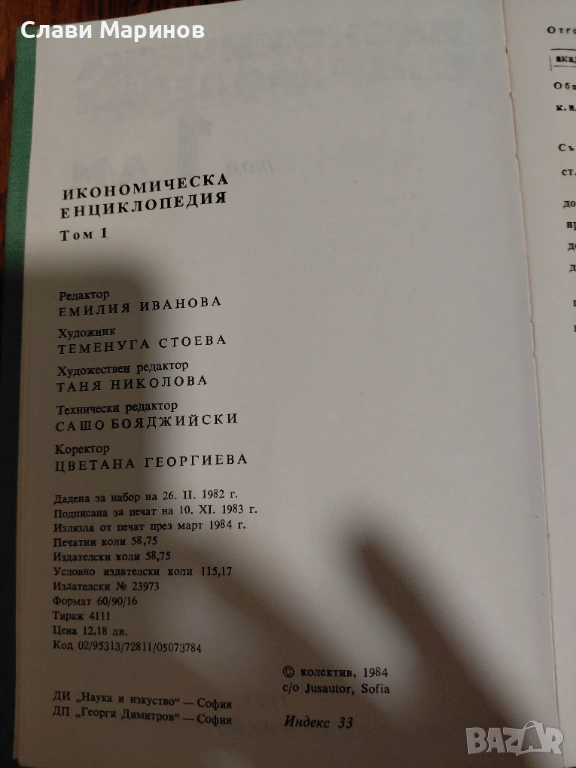 Слави Маринов
ИКОНОМИЧЕСКА
ЕНЦИКЛОПЕДИЯ
Том 1
Редактор
ЕМИЛИЯ ИВАНОВА
Художник
ТЕМЕНУГА СТОЕВА
Художествен редактор
ТАНЯ НИКОЛОВА
Технически редактор
САШО БОЯДЖИЙСКИ
Коректор
ЦВЕТАНА ГЕОРГИЕВА
Дадена за набор на 26. II. 1982 г.
Подписана за печат на 10. XI. 1983 г.
Излязла от печат през март 1984 г.
Печатни коли 58,75
Издателски коли 58,75
Условно издателски коли 115,17
Издателски № 23973
Формат 60/90/16
Тираж 4111
Цена 12,18 лв.
Код 02/95313/72811/05073784
© колектив, 1984
c/o Jusautor, Sofia
ДИ „Наука и изкуство" — София
ДП „Георги Димитров" — София
Индекс 33
BAZAR